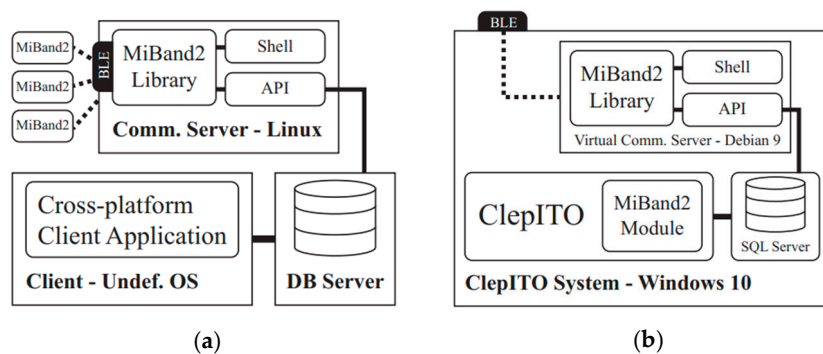 MiBand2
MiBand2
MiBand2
BLE
MiBand2
Library
Shell
API
Comm. Server - Linux
Cross-platform
Client Application
Client - Undef. OS
DB Server
(a)
BLE
MiBand2
Library
Shell
API
Virtual Comm. Server - Debian 9
ClepITO
MiBand2
Module
SQL Server
ClepITO System - Windows 10
(b)